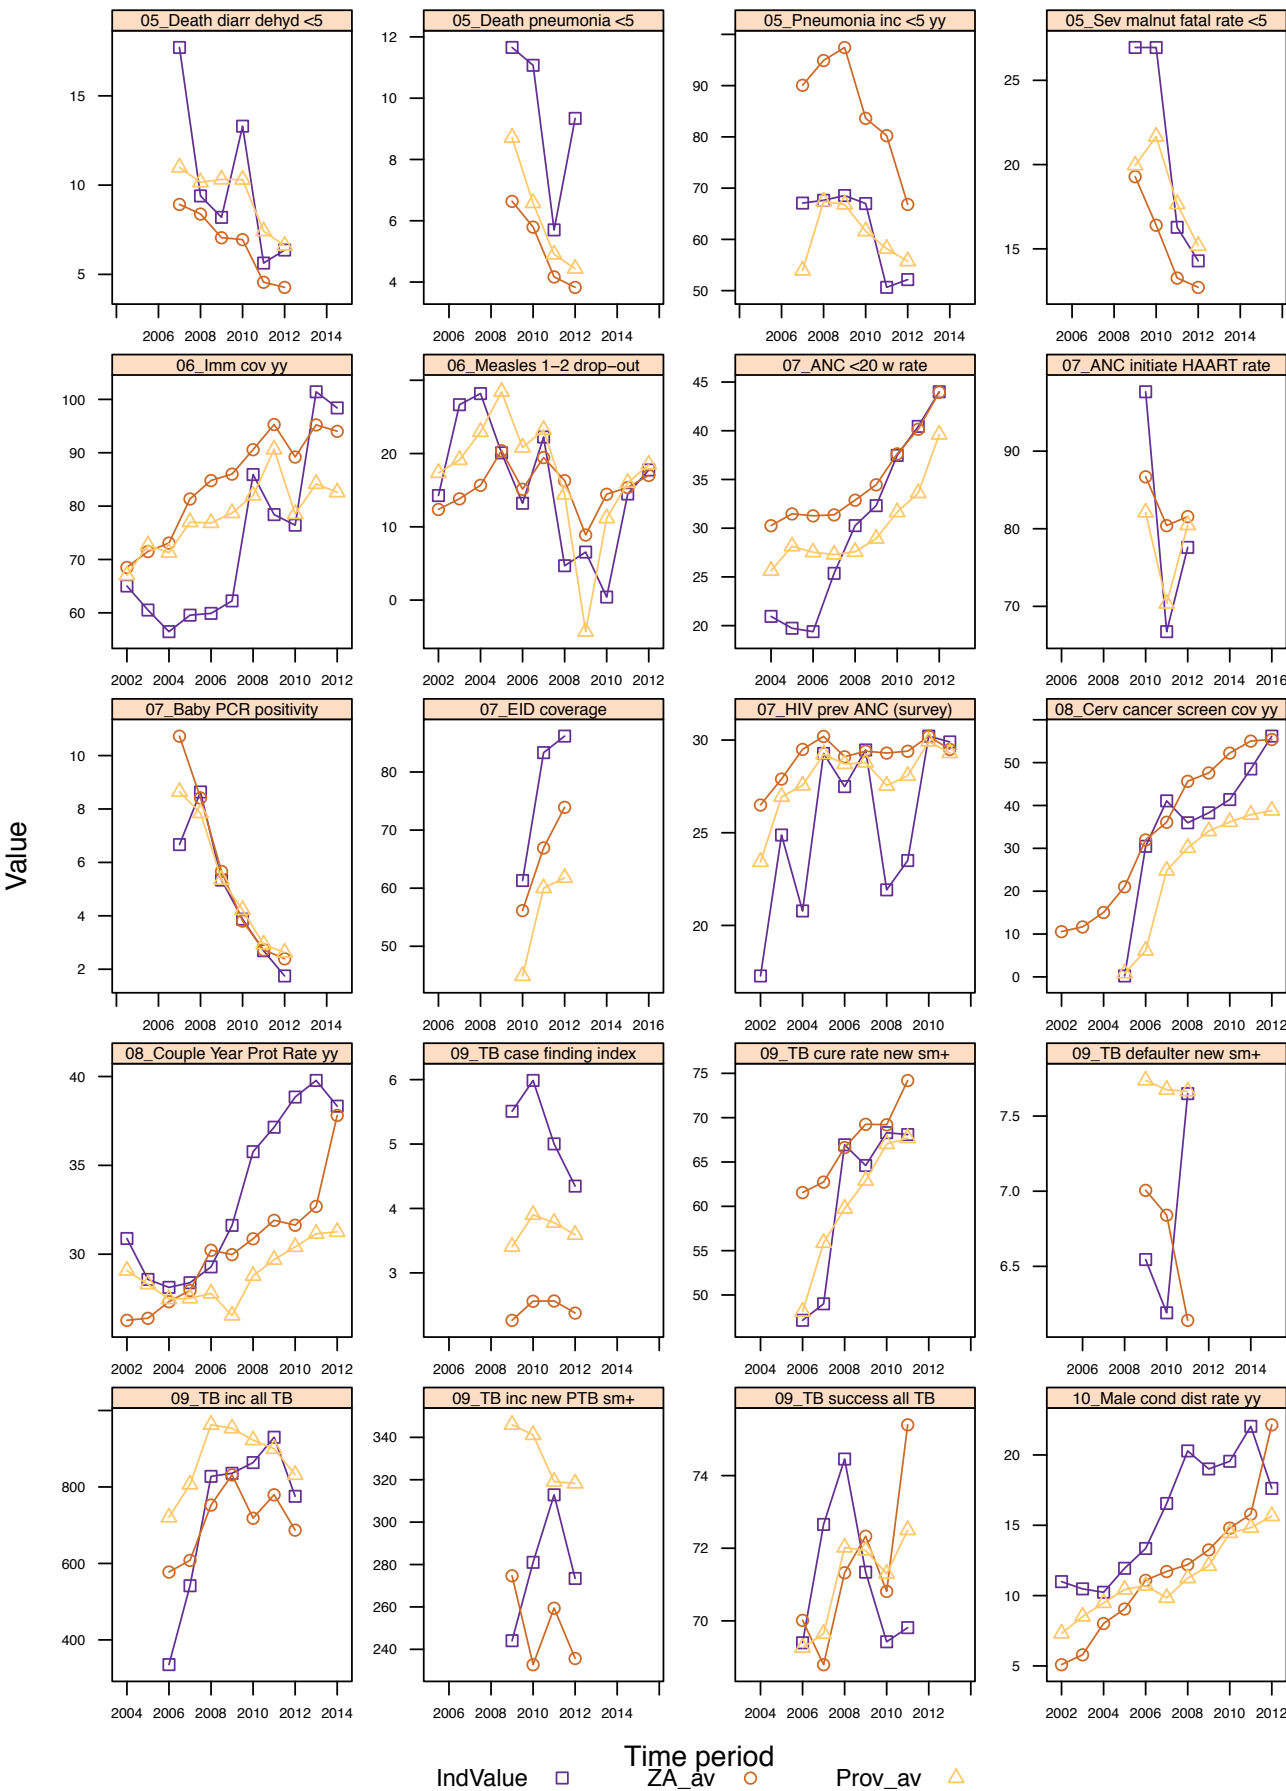 05_Death diarr dehyd <5
05_Death pneumonia <5
05_Pneumonia inc <5 yy
05_Sev malnut fatal rate <5
15
10
5
12
10
8
6
4
90
80
70
60
50
25
20
15
2006 2008 2010 2012 2014
2006 2008 2010 2012 2014
2006 2008 2010 2012 2014
2006 2008 2010 2012 2014
06_Imm cov yy
06_Measles 1−2 drop−out
07_ANC <20 w rate
07_ANC initiate HAART rate
100
90
80
70
60
20
10
0
45
40
35
30
25
20
90
80
70
2002 2004 2006 2008 2010 2012
2002 2004 2006 2008 2010 2012
2004 2006 2008 2010 2012
2006 2008 2010 2012 2014 2016
07_Baby PCR positivity
07_EID coverage
07_HIV prev ANC (survey)
08_Cerv cancer screen cov yy
10
8
6
4
2
80
70
60
50
30
25
20
50
40
30
20
10
0
2006 2008 2010 2012 2014
2006 2008 2010 2012 2014 2016
2002 2004 2006 2008 2010
2002 2004 2006 2008 2010 2012
08_Couple Year Prot Rate yy
09_TB case finding index
09_TB cure rate new sm+
09_TB defaulter new sm+
40
35
30
6
5
4
3
75
70
65
60
55
50
7.5
7.0
6.5
2002 2004 2006 2008 2010 2012
2006 2008 2010 2012 2014
2004 2006 2008 2010 2012
2006 2008 2010 2012 2014
09_TB inc all TB
09_TB inc new PTB sm+
09_TB success all TB
10_Male cond dist rate yy
800
600
400
340
320
300
280
260
240
74
72
70
20
15
10
5
2004 2006 2008 2010 2012 2014
2006 2008 2010 2012 2014
2004 2006 2008 2010 2012
2002 2004 2006 2008 2010 2012
Value
Time period
IndValue ZA_av Prov_av